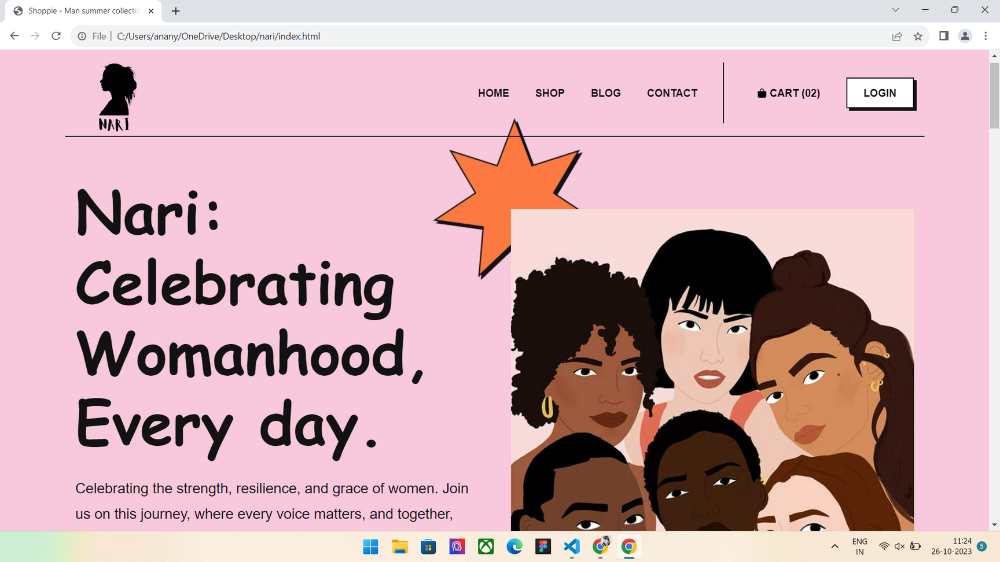 Shoppie - Man summer collectio
File
C:/Users/anany/OneDrive/Desktop/nari/index.html
NARI
HOME SHOP BLOG CONTACT CART (02) LOGIN
Nari:
Celebrating
Womanhood,
Every day.
Celebrating the strength, resilience, and grace of women. Join
us on this journey, where every voice matters, and together,
ENG
IN
11:24
26-10-2023
5